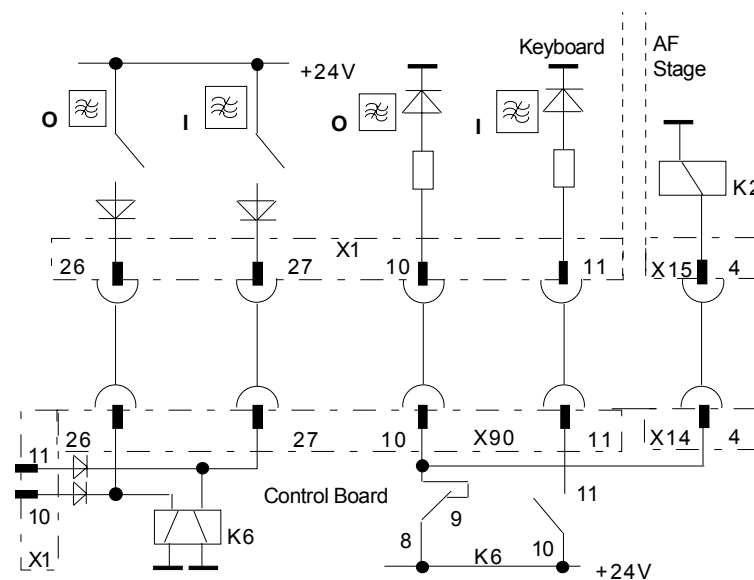 Keyboard
AF
Stage
+24V
O
I
O
I
K2
X1
26
27
10
11
X15
4
11
26
27
10
X90
11
X14
4
10
Control Board
11
9
K6
8
K6
10
X1
+24V